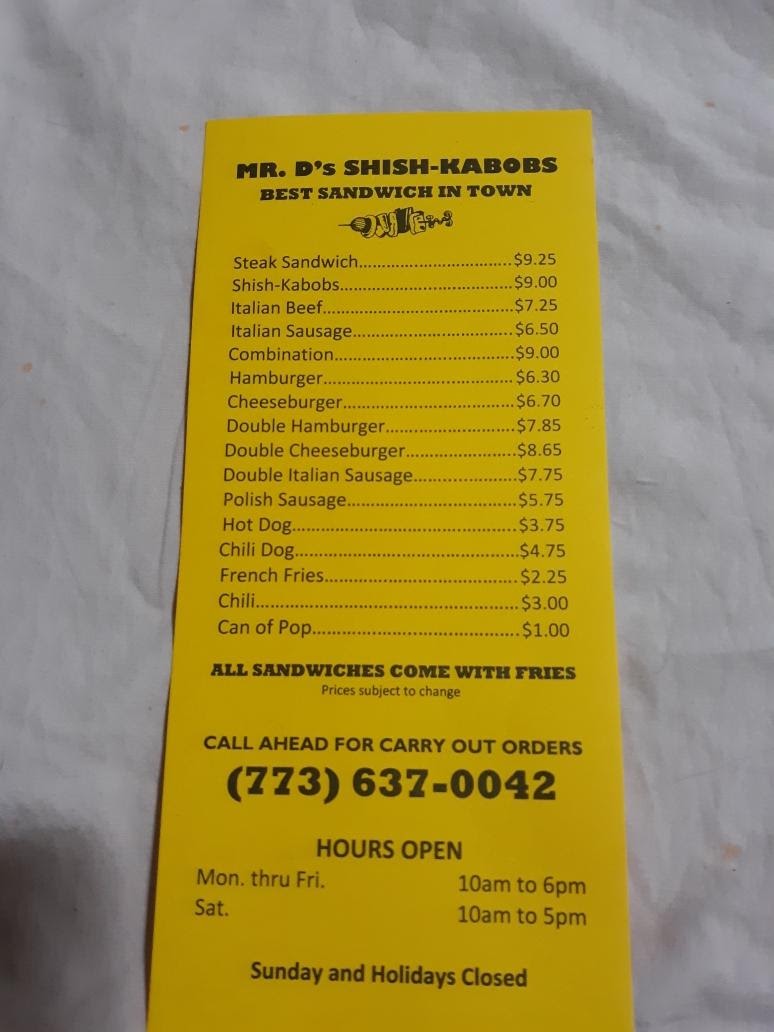 MR. D's SHISH-KABOBS
BEST SANDWICH IN TOWN
Steak Sandwich................................$9.25
Shish-Kabobs....................................$9.00
Italian Beef........................................$7.25
Italian Sausage..................................$6.50
Combination......................................$9.00
Hamburger........................................$6.30
Cheeseburger....................................$6.70
Double Hamburger...........................$7.85
Double Cheeseburger.......................$8.65
Double Italian Sausage.....................$7.75
Polish Sausage...................................$5.75
Hot Dog..............................................$3.75
Chili Dog.............................................$4.75
French Fries........................................$2.25
Chili......................................................$3.00
Can of Pop...........................................$1.00
ALL SANDWICHES COME WITH FRIES
Prices subject to change
CALL AHEAD FOR CARRY OUT ORDERS
(773) 637-0042
HOURS OPEN
Mon. thru Fri. 10am to 6pm
Sat. 10am to 5pm
Sunday and Holidays Closed